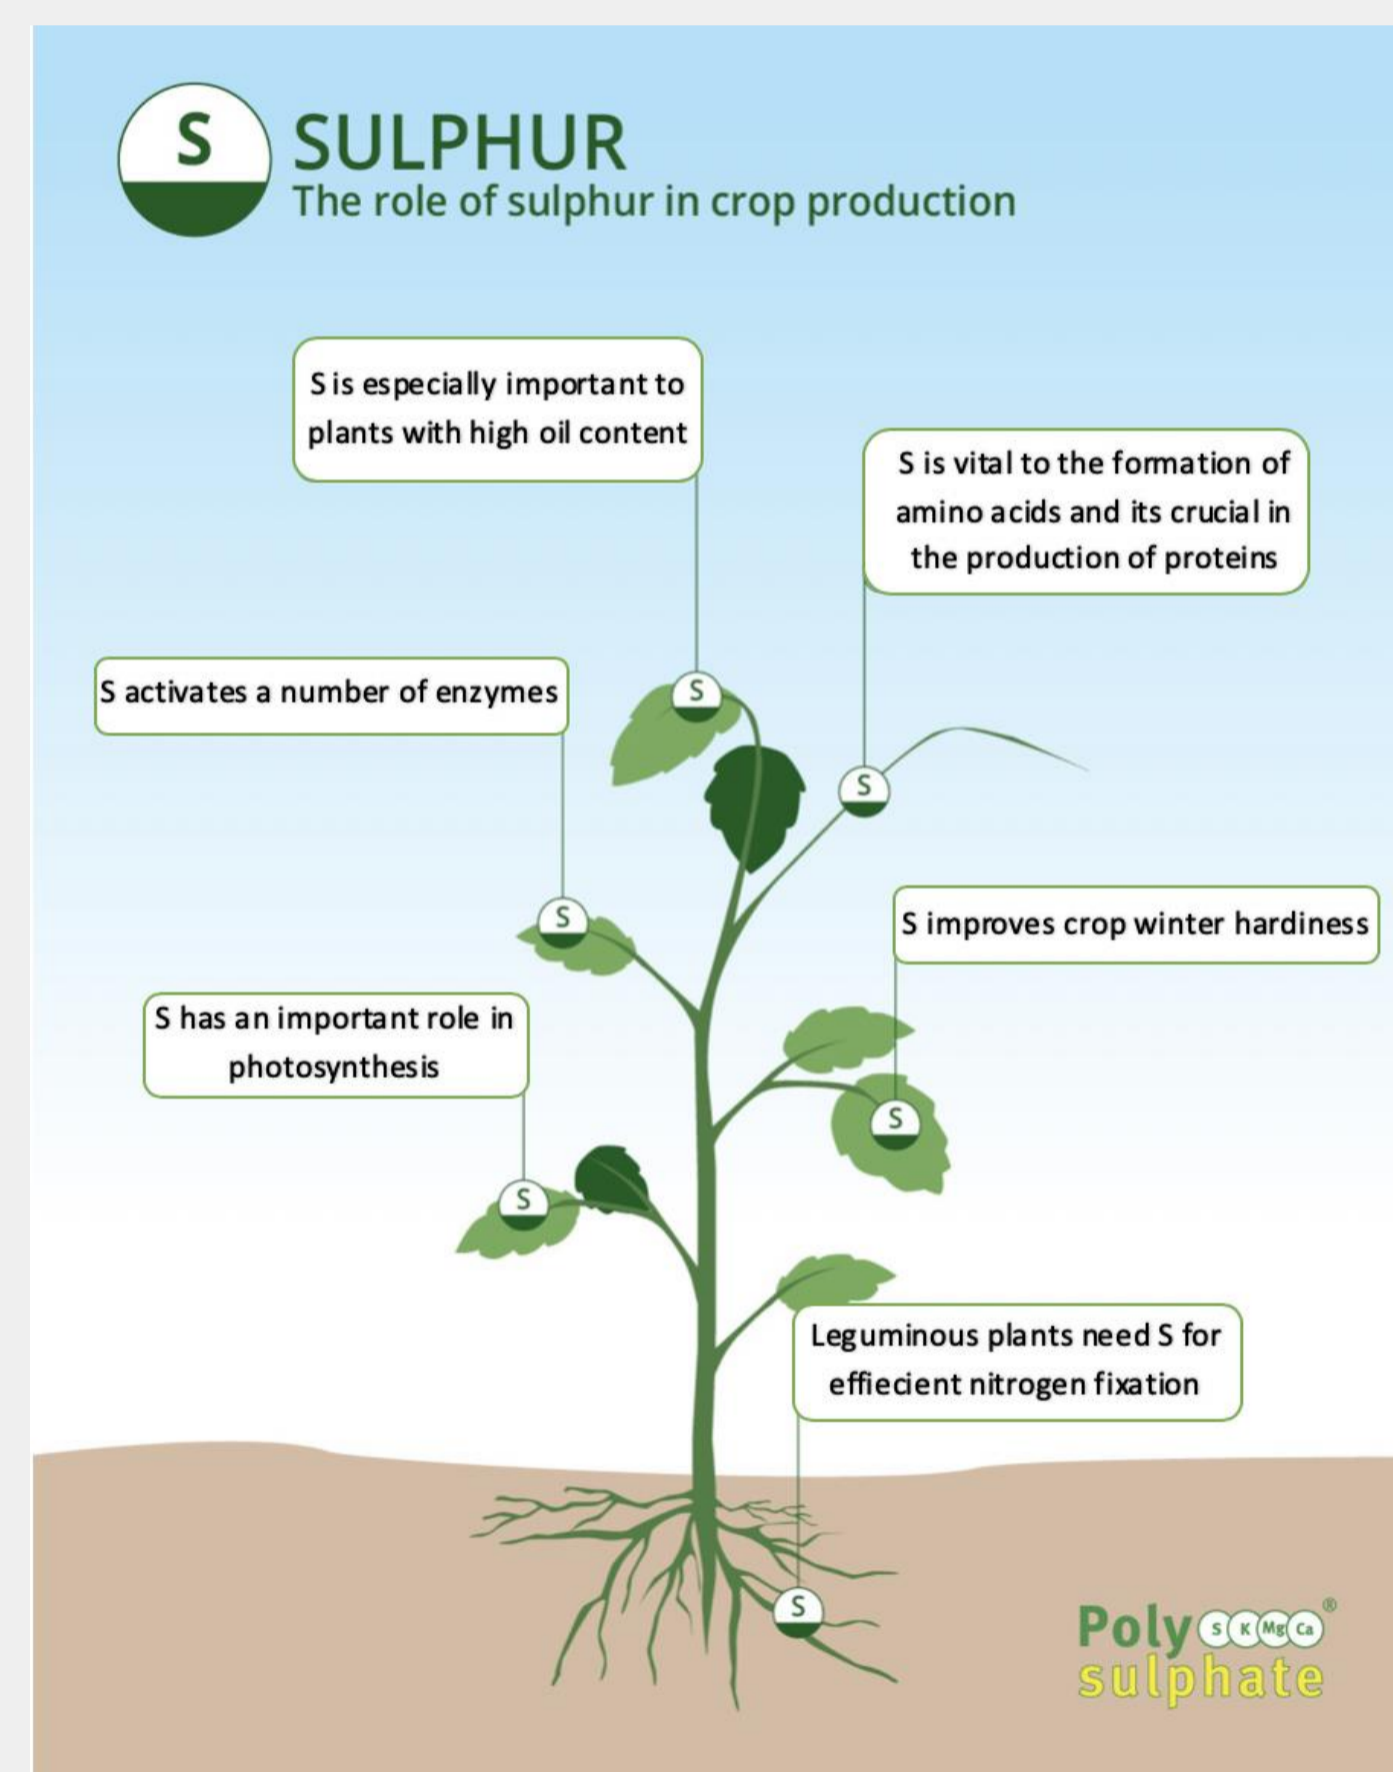 S
SULPHUR
The role of sulphur in crop production
S is especially important to
plants with high oil content
S is vital to the formation of
amino acids and its crucial in
the production of proteins
S activates a number of enzymes
S
S
S
S improves crop winter hardiness
S has an important role in
photosynthesis
S
S
Leguminous plants need S for
effiecient nitrogen fixation
S
Poly S K Mg Ca ®
sulphate